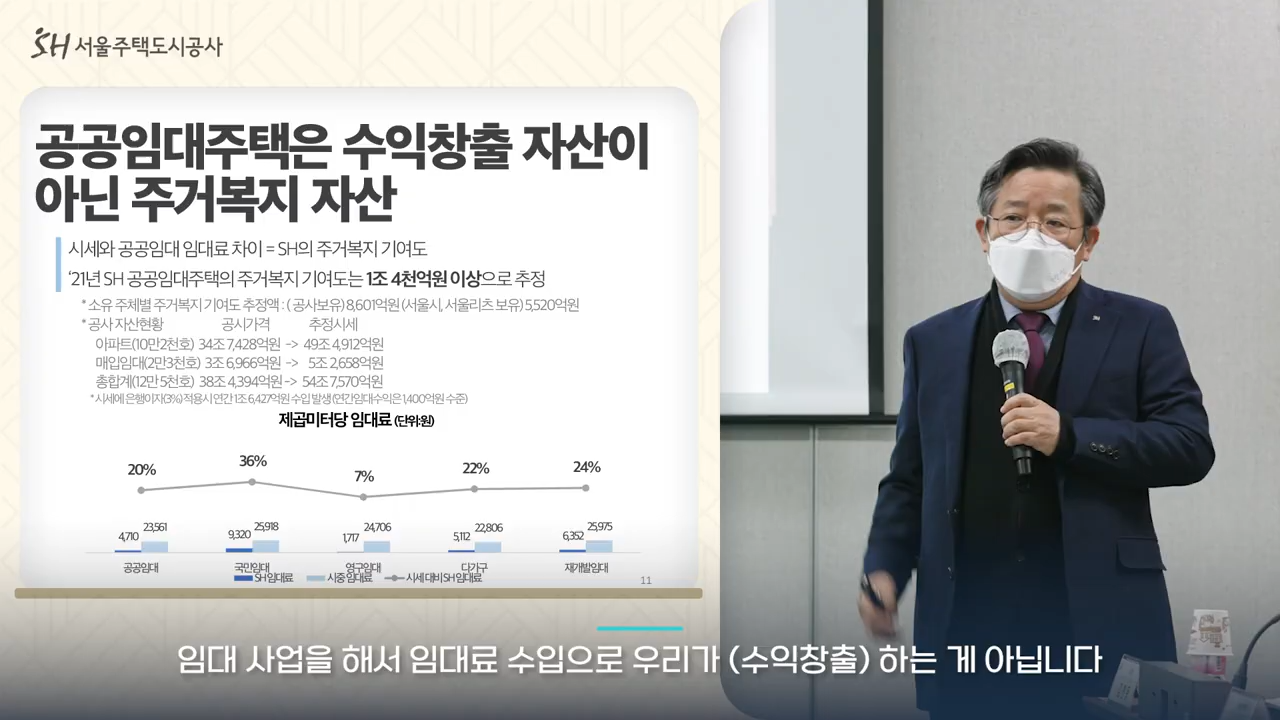 SH 서울주택도시공사
공공임대주택은 수익창출 자산이
아닌 주거복지 자산
시세와 공공임대 임대료 차이 = SH의 주거복지 기여도
‘21년 SH 공공임대주택의 주거복지 기여도는 1조 4천억원 이상으로 추정
* 소유 주체별 주거복지 기여도 추정액 : ( 공사보유) 8,601억원 (서울시, 서울리츠 보유) 5,520억원
* 공사 자산현황 공시가격 추정시세
아파트(10만2천호) 34조 7,428억원 -> 49조 4,912억원
매입임대(2만3천호) 3조 6,966억원 -> 5조 2,658억원
총합계(12만 5천호) 38조 4,394억원 -> 54조 7,570억원
* 시세에 은행이자(3%) 적용시 연간 1조 6,427억원 수입 발생 (연간임대수익은 1,400억원 수준)
제곱미터당 임대료 (단위:원)
20% 36% 7% 22% 24%
4,710 23,561 9,320 25,918 1,717 24,706 5,112 22,806 6,352 25,975
공공임대 국민임대 영구임대 다가구 재개발임대
SH 임대료 시중 임대료 시세 대비 SH 임대료
11
임대 사업을 해서 임대료 수입으로 우리가 (수익창출) 하는 게 아닙니다